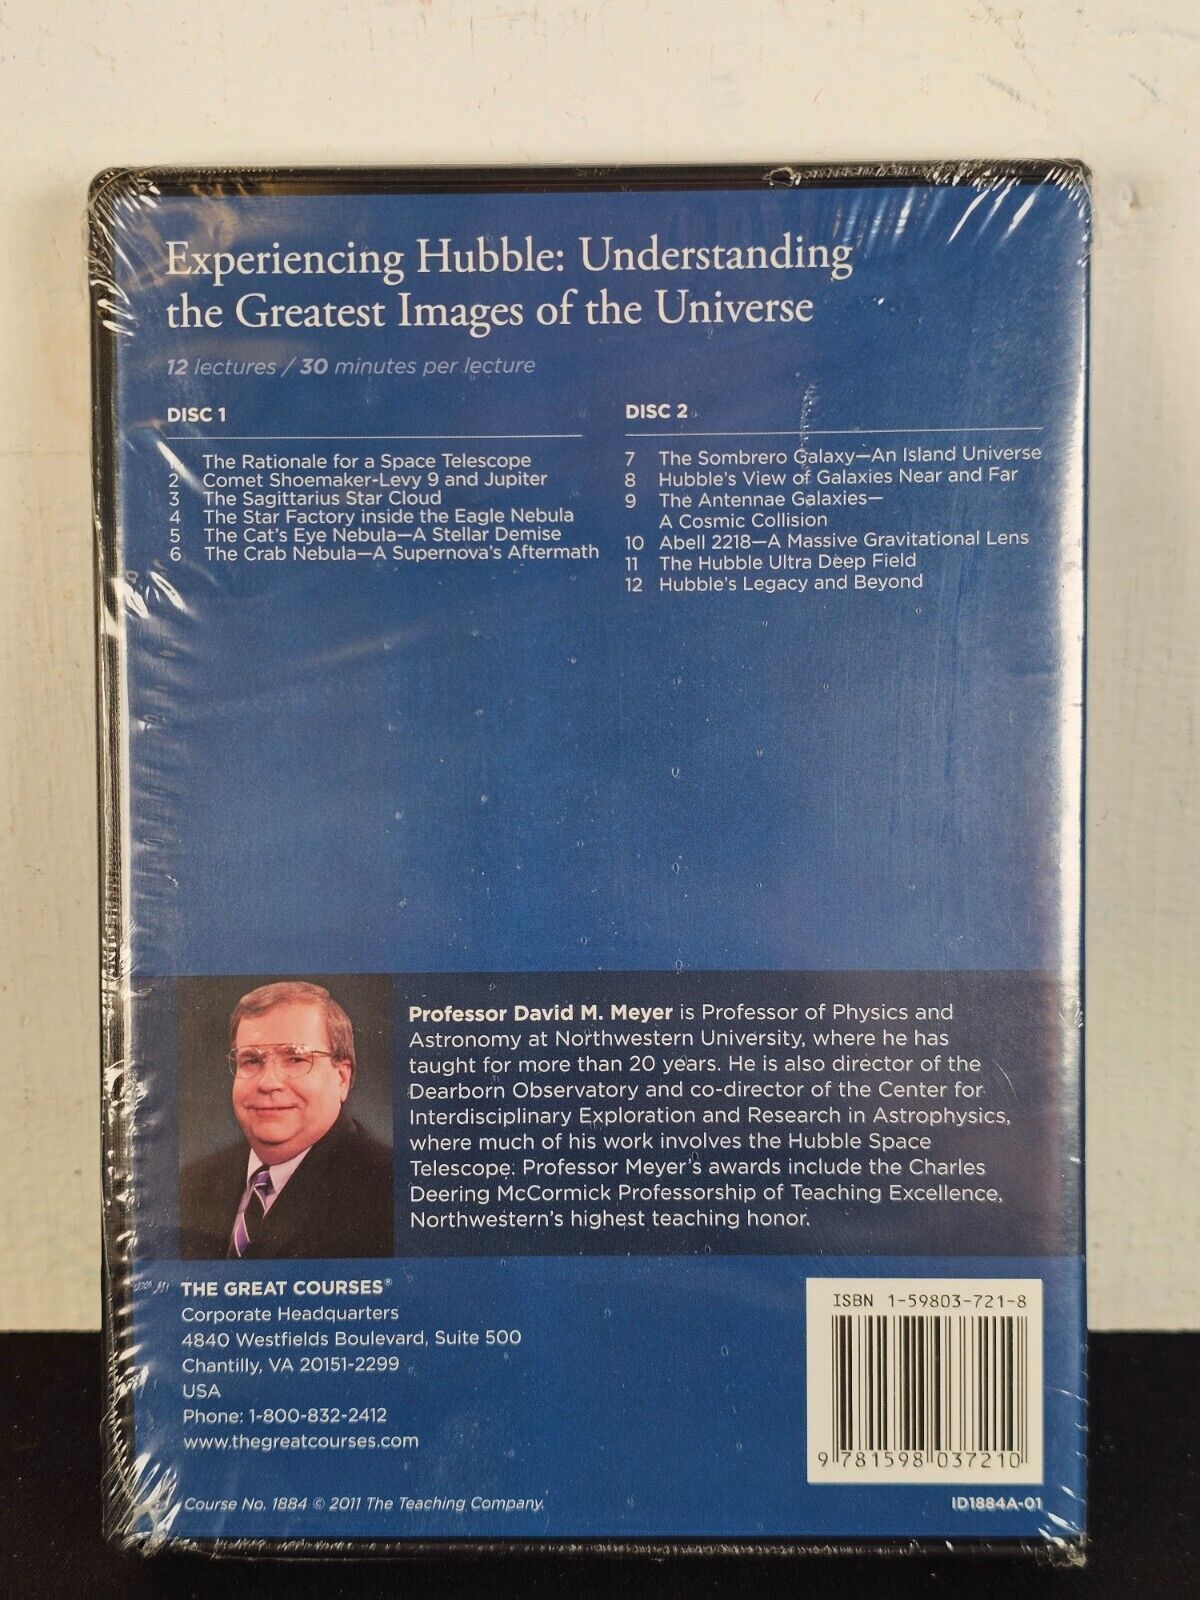 Experiencing Hubble: Understanding
the Greatest Images of the Universe
12 lectures / 30 minutes per lecture
DISC 1
1 The Rationale for a Space Telescope
2 Comet Shoemaker-Levy 9 and Jupiter
3 The Sagittarius Star Cloud
4 The Star Factory inside the Eagle Nebula
5 The Cat's Eye Nebula—A Stellar Demise
6 The Crab Nebula—A Supernova's Aftermath
DISC 2
7 The Sombrero Galaxy—An Island Universe
8 Hubble's View of Galaxies Near and Far
9 The Antennae Galaxies—
A Cosmic Collision
10 Abell 2218—A Massive Gravitational Lens
11 The Hubble Ultra Deep Field
12 Hubble's Legacy and Beyond
Professor David M. Meyer is Professor of Physics and
Astronomy at Northwestern University, where he has
taught for more than 20 years. He is also director of the
Dearborn Observatory and co-director of the Center for
Interdisciplinary Exploration and Research in Astrophysics,
where much of his work involves the Hubble Space
Telescope. Professor Meyer's awards include the Charles
Deering McCormick Professorship of Teaching Excellence,
Northwestern's highest teaching honor.
THE GREAT COURSES®
Corporate Headquarters
4840 Westfields Boulevard, Suite 500
Chantilly, VA 20151-2299
USA
Phone: 1-800-832-2412
www.thegreatcourses.com
Course No. 1884 © 2011 The Teaching Company.
ISBN 1-59803-721-8
9 781598 037210
ID1884A-01